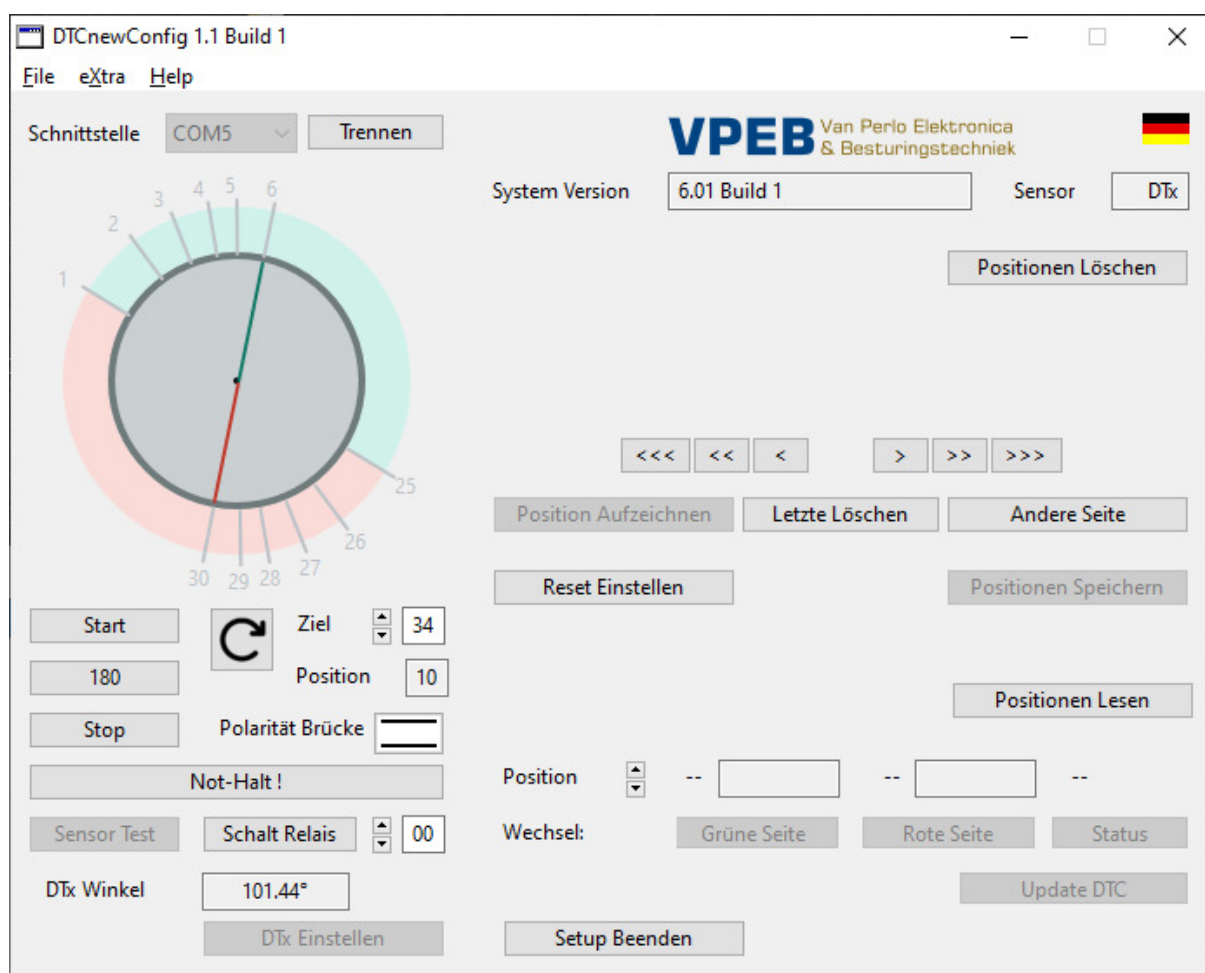 DTCnewConfig 1.1 Build 1
File eXtra Help
Schnittstelle COM5 Trennen
VPEB Van Perlo Elektronica
& Besturingstechniek
System Version 6.01 Build 1 Sensor DTx
Positionen Löschen
1 2 3 4 5 6
25
26
27
28
29
30
<<< << < > >> >>>
Position Aufzeichnen Letzte Löschen Andere Seite
Reset Einstellen Positionen Speichern
Start Ziel 34
180 Position 10
Positionen Lesen
Stop Polarität Brücke
Not-Halt !
Position -- -- --
Sensor Test Schalt Relais 00
Wechsel: Grüne Seite Rote Seite Status
DTx Winkel 101.44°
Update DTC
DTx Einstellen Setup Beenden